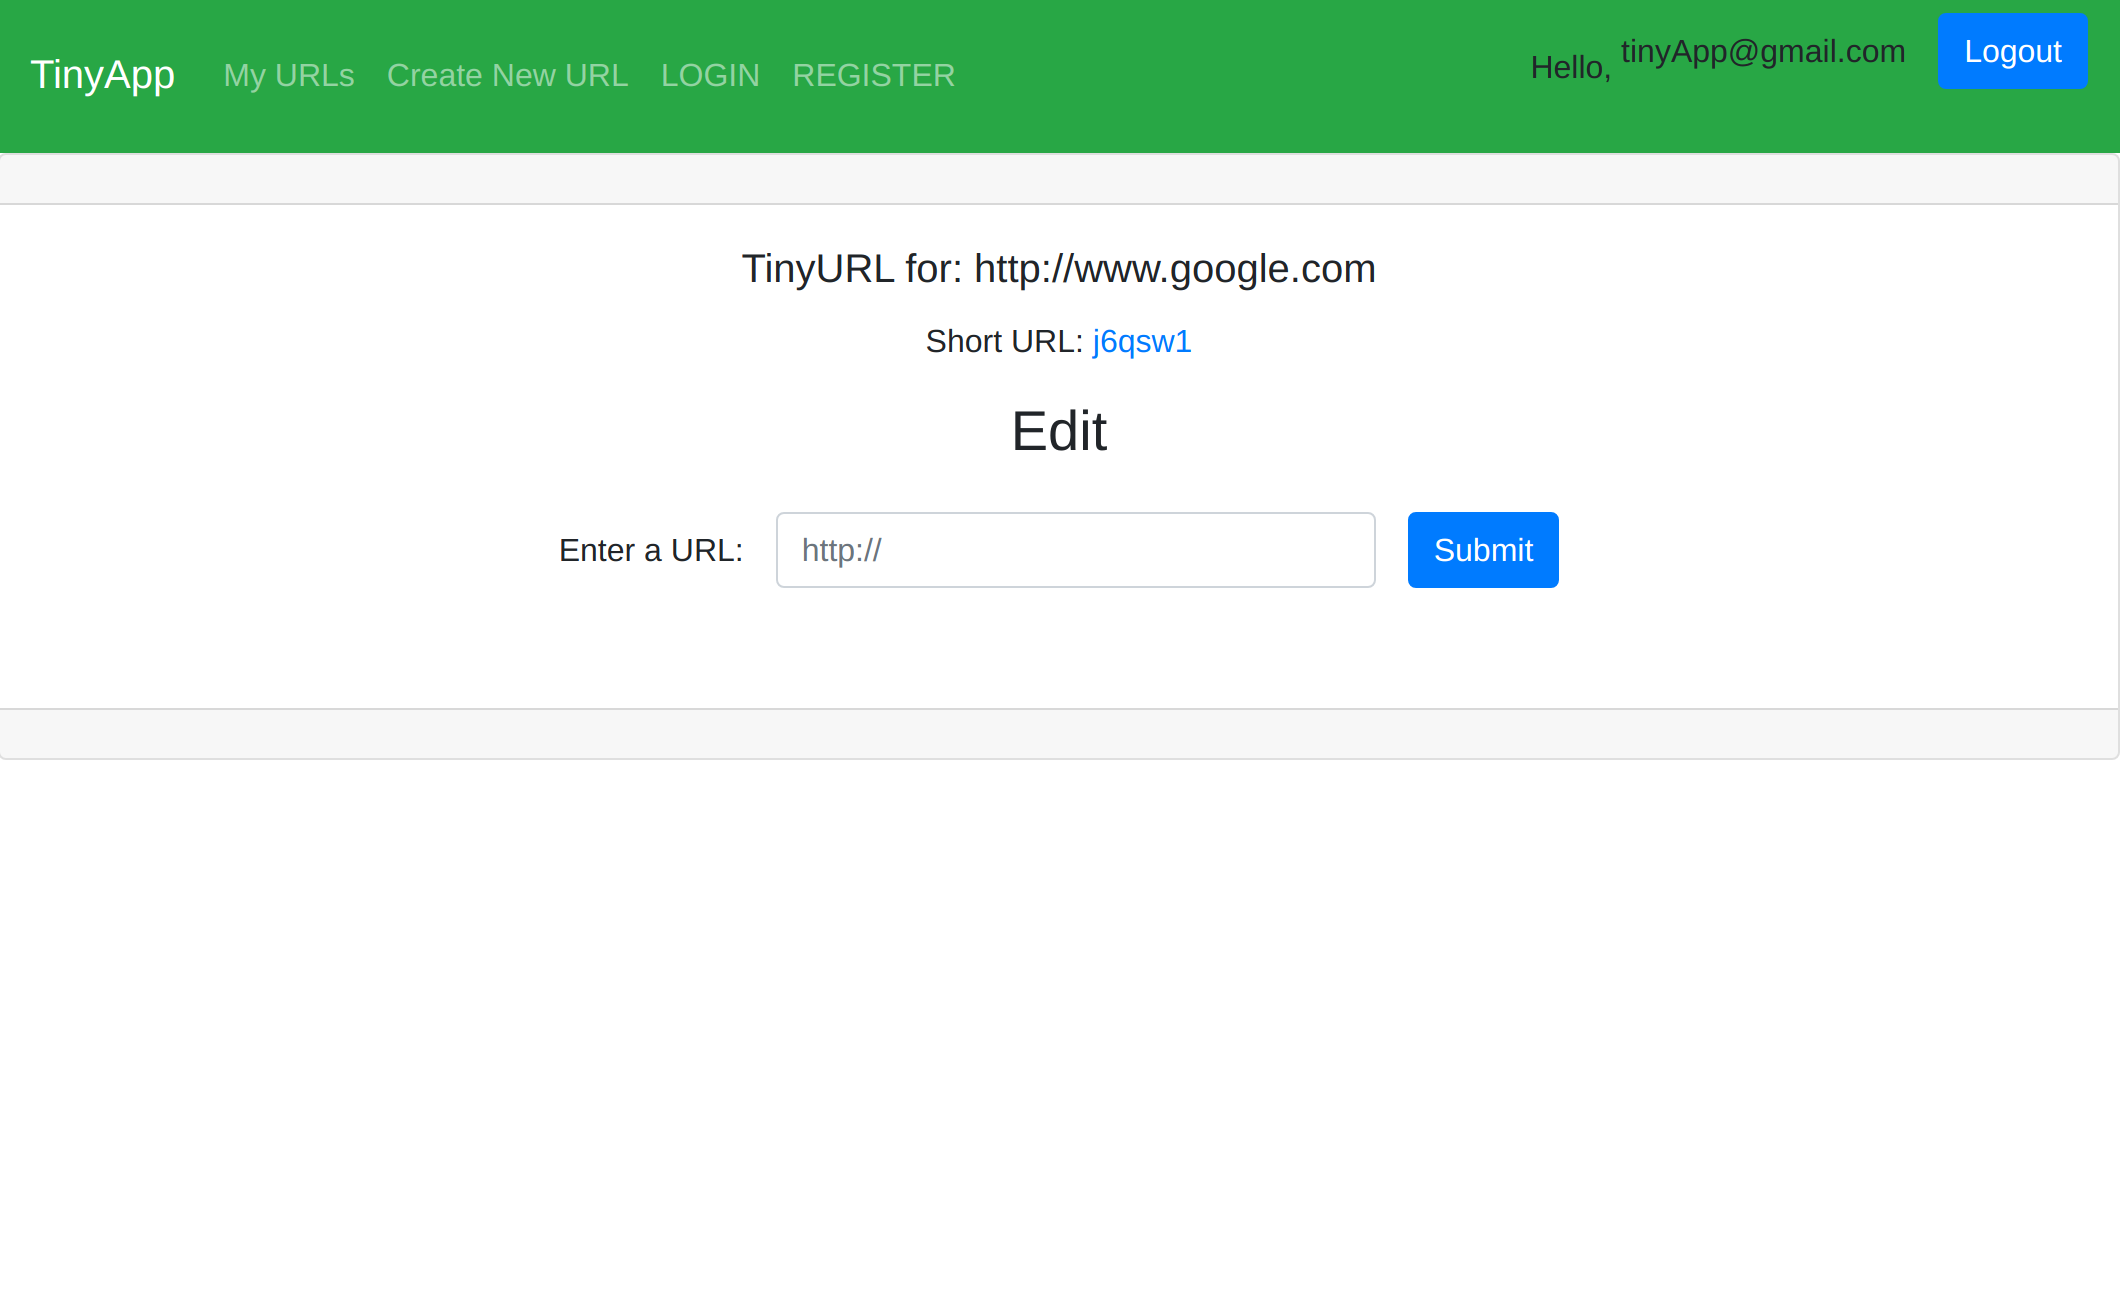 TinyApp My URLs Create New URL LOGIN REGISTER Hello, tinyApp@gmail.com Logout
TinyURL for: http://www.google.com
Short URL: j6qsw1
Edit
Enter a URL: http:// Submit